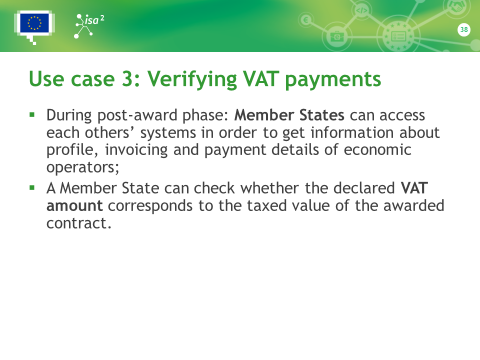 isa²
38
Use case 3: Verifying VAT payments
▪ During post-award phase: Member States can access
each others’ systems in order to get information about
profile, invoicing and payment details of economic
operators;
▪ A Member State can check whether the declared VAT
amount corresponds to the taxed value of the awarded
contract.